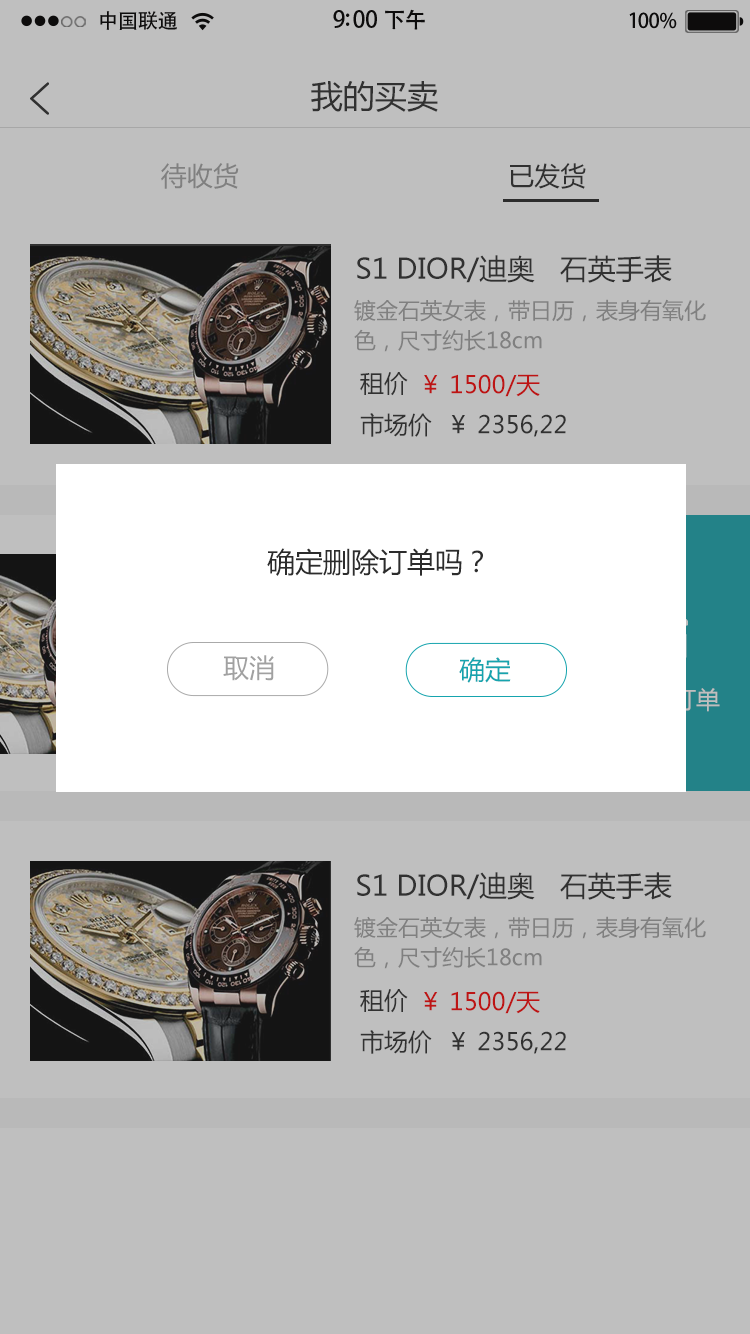 中国联通 9:00 下午 100%
我的买卖
待收货 已发货
S1 DIOR/迪奥 石英手表
镀金石英女表，带日历，表身有氧化
色，尺寸约长18cm
租价 ¥ 1500/天
市场价 ¥ 2356,22
ROLEX
确定删除订单吗？
取消 确定
订单
S1 DIOR/迪奥 石英手表
镀金石英女表，带日历，表身有氧化
色，尺寸约长18cm
租价 ¥ 1500/天
市场价 ¥ 2356,22
ROLEX